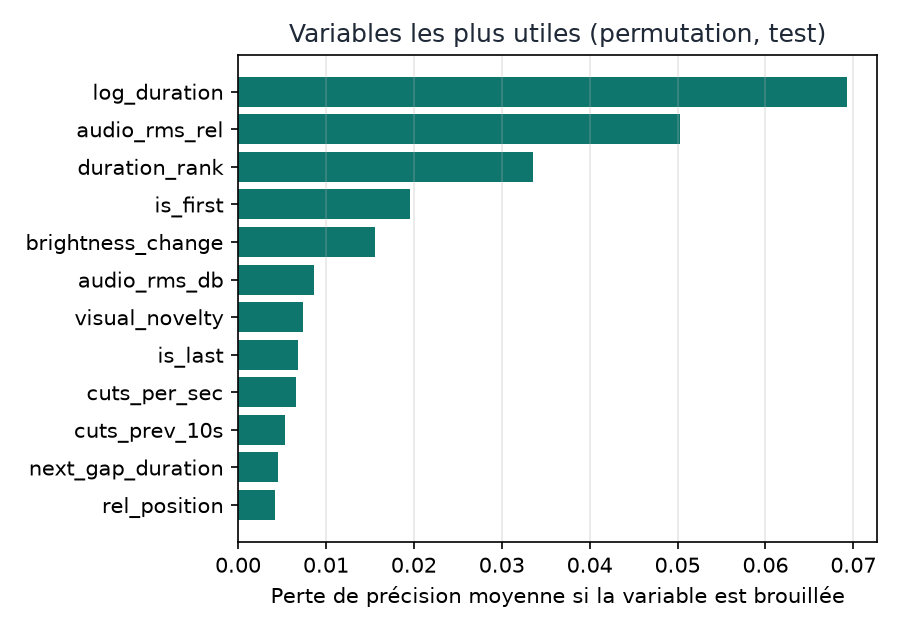 Variables les plus utiles (permutation, test)
log_duration
audio_rms_rel
duration_rank
is_first
brightness_change
audio_rms_db
visual_novelty
is_last
cuts_per_sec
cuts_prev_10s
next_gap_duration
rel_position
0.00 0.01 0.02 0.03 0.04 0.05 0.06 0.07
Perte de précision moyenne si la variable est brouillée